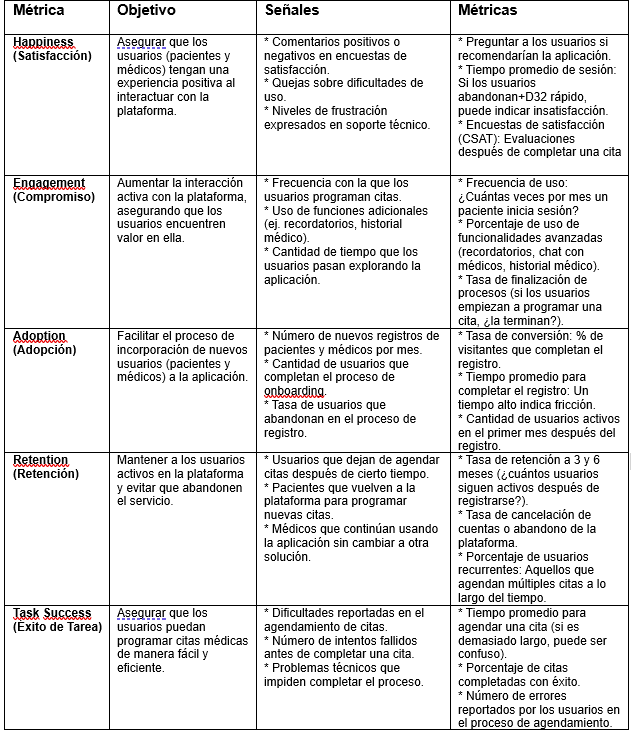 Métrica
Objetivo
Señales
Métricas
Happiness
(Satisfacción)
Asegurar que los
usuarios (pacientes y
médicos) tengan una
experiencia positiva al
interactuar con la
plataforma.
* Comentarios positivos o
negativos en encuestas de
satisfacción.
* Quejas sobre dificultades de
uso.
* Niveles de frustración
expresados en soporte técnico.
* Preguntar a los usuarios si
recomendarían la aplicación.
* Tiempo promedio de sesión:
Si los usuarios
abandonan+D32 rápido,
puede indicar insatisfacción.
* Encuestas de satisfacción
(CSAT): Evaluaciones
después de completar una cita
Engagement
(Compromiso)
Aumentar la interacción
activa con la plataforma,
asegurando que los
usuarios encuentren
valor en ella.
* Frecuencia con la que los
usuarios programan citas.
* Uso de funciones adicionales
(ej. recordatorios, historial
médico).
* Cantidad de tiempo que los
usuarios pasan explorando la
aplicación.
* Frecuencia de uso:
¿Cuántas veces por mes un
paciente inicia sesión?
* Porcentaje de uso de
funcionalidades avanzadas
(recordatorios, chat con
médicos, historial médico).
* Tasa de finalización de
procesos (si los usuarios
empiezan a programar una
cita, ¿la terminan?).
Adoption
(Adopción)
Facilitar el proceso de
incorporación de nuevos
usuarios (pacientes y
médicos) a la aplicación.
* Número de nuevos registros de
pacientes y médicos por mes.
* Cantidad de usuarios que
completan el proceso de
onboarding.
* Tasa de usuarios que
abandonan en el proceso de
registro.
* Tasa de conversión: % de
visitantes que completan el
registro.
* Tiempo promedio para
completar el registro: Un
tiempo alto indica fricción.
* Cantidad de usuarios activos
en el primer mes después del
registro.
Retention
(Retención)
Mantener a los usuarios
activos en la plataforma
y evitar que abandonen
el servicio.
* Usuarios que dejan de agendar
citas después de cierto tiempo.
* Pacientes que vuelven a la
plataforma para programar
nuevas citas.
* Médicos que continúan usando
la aplicación sin cambiar a otra
solución.
* Tasa de retención a 3 y 6
meses (¿cuántos usuarios
siguen activos después de
registrarse?).
* Tasa de cancelación de
cuentas o abandono de la
plataforma.
* Porcentaje de usuarios
recurrentes: Aquellos que
agendan múltiples citas a lo
largo del tiempo.
Task Success
(Éxito de Tarea)
Asegurar que los
usuarios puedan
programar citas médicas
de manera fácil y
eficiente.
* Dificultades reportadas en el
agendamiento de citas.
* Número de intentos fallidos
antes de completar una cita.
* Problemas técnicos que
impiden completar el proceso.
* Tiempo promedio para
agendar una cita (si es
demasiado largo, puede ser
confuso).
* Porcentaje de citas
completadas con éxito.
* Número de errores
reportados por los usuarios en
el proceso de agendamiento.